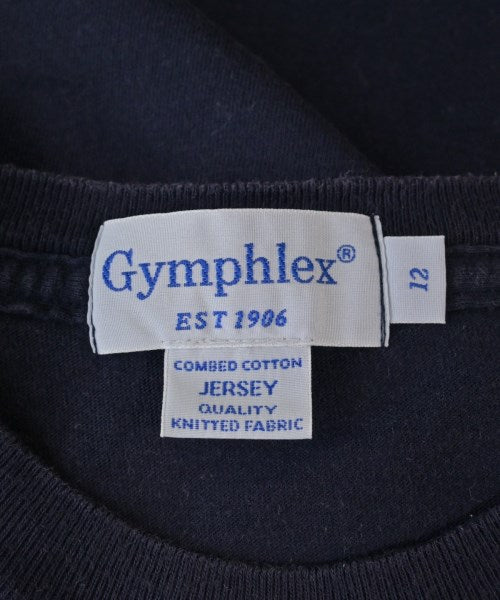 Gymphlex®
EST 1906
12
COMBED COTTON
JERSEY
QUALITY
KNITTED FABRIC